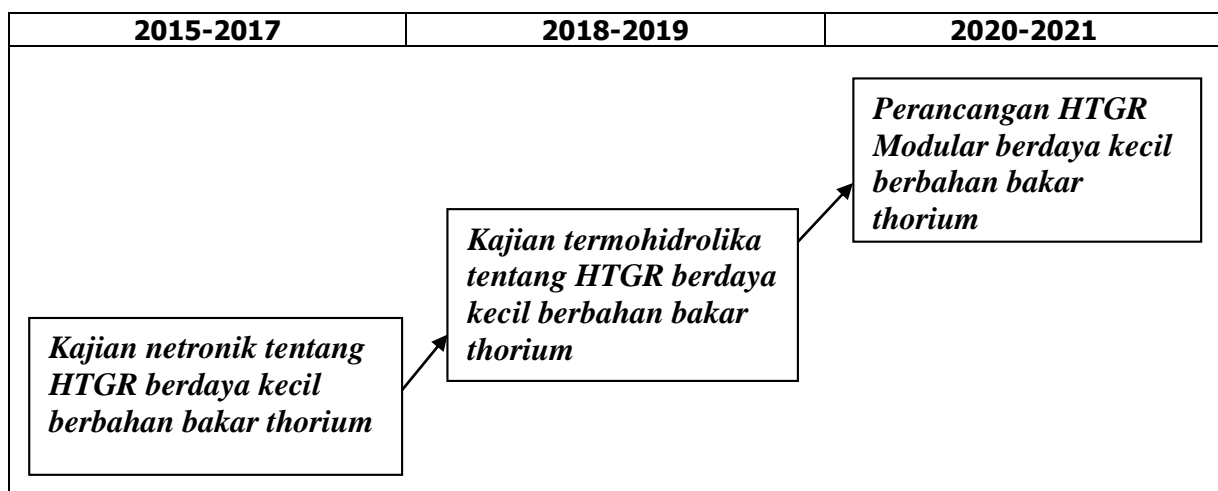 2015-2017
2018-2019
2020-2021
Perancangan HTGR
Modular berdaya kecil
berbahan bakar
thorium
Kajian termohidrolika
tentang HTGR berdaya
kecil berbahan bakar
thorium
Kajian netronik tentang
HTGR berdaya kecil
berbahan bakar thorium